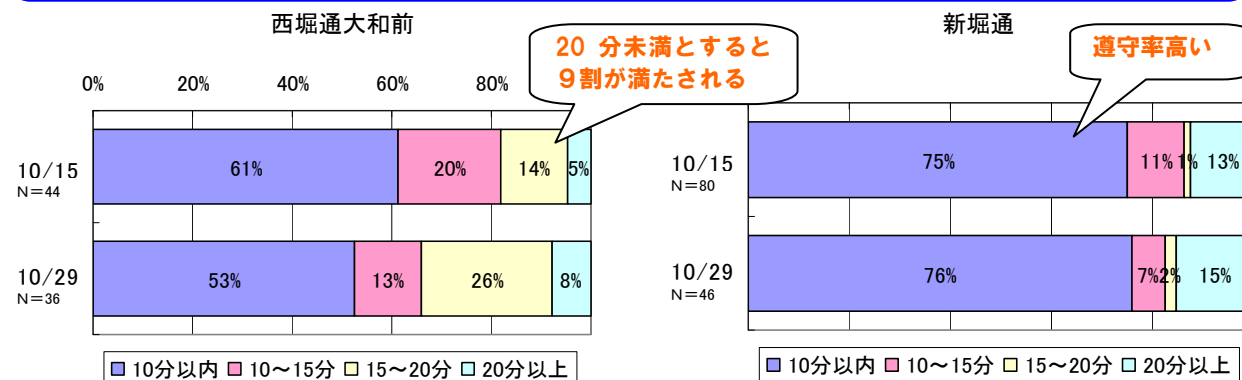 西堀通大和前
20 分未満とすると
９割が満たされる
0%
20%
40%
60%
80%
10/15
N＝44
61%
20%
14%
5%
10/29
N＝36
53%
13%
26%
8%
10分以内
10～15分
15～20分
20分以上
新堀通
遵守率高い
10/15
N＝80
75%
11%
1%
13%
10/29
N＝46
76%
7%
2%
15%
10分以内
10～15分
15～20分
20分以上